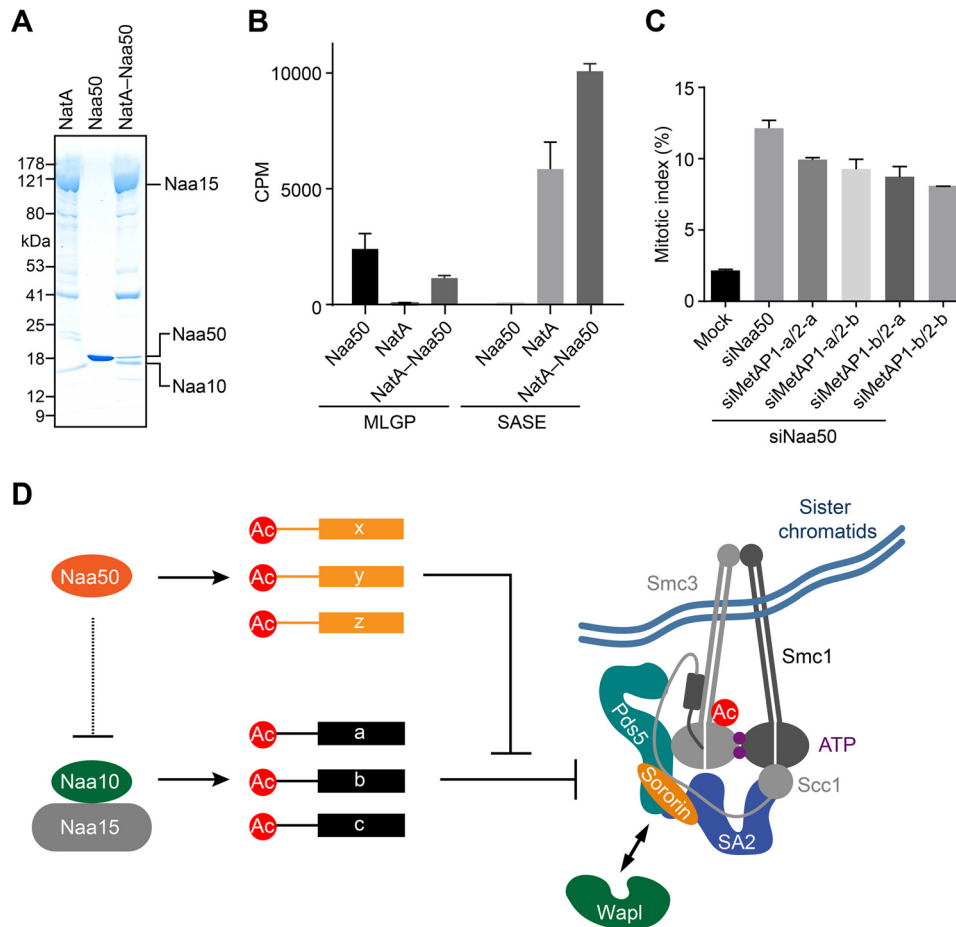 A
NatA
Naa50
NatA–Naa50
178
121
80
kDa
53
41
25
18
12
9
Naa15
Naa50
Naa10
B
CPM
10000
5000
0
Naa50
NatA
NatA–Naa50
Naa50
NatA
NatA–Naa50
MLGP
SASE
C
Mitotic index (%)
15
10
5
0
Mock
siNaa50
siMetAP1-a/2-a
siMetAP1-a/2-b
siMetAP1-b/2-a
siMetAP1-b/2-b
siNaa50
D
Naa50
Naa10
Naa15
Ac x
Ac y
Ac z
Ac a
Ac b
Ac c
Sister
chromatids
Smc3
Smc1
Pds5
Ac
ATP
Scc1
Sororin
SA2
Wapl